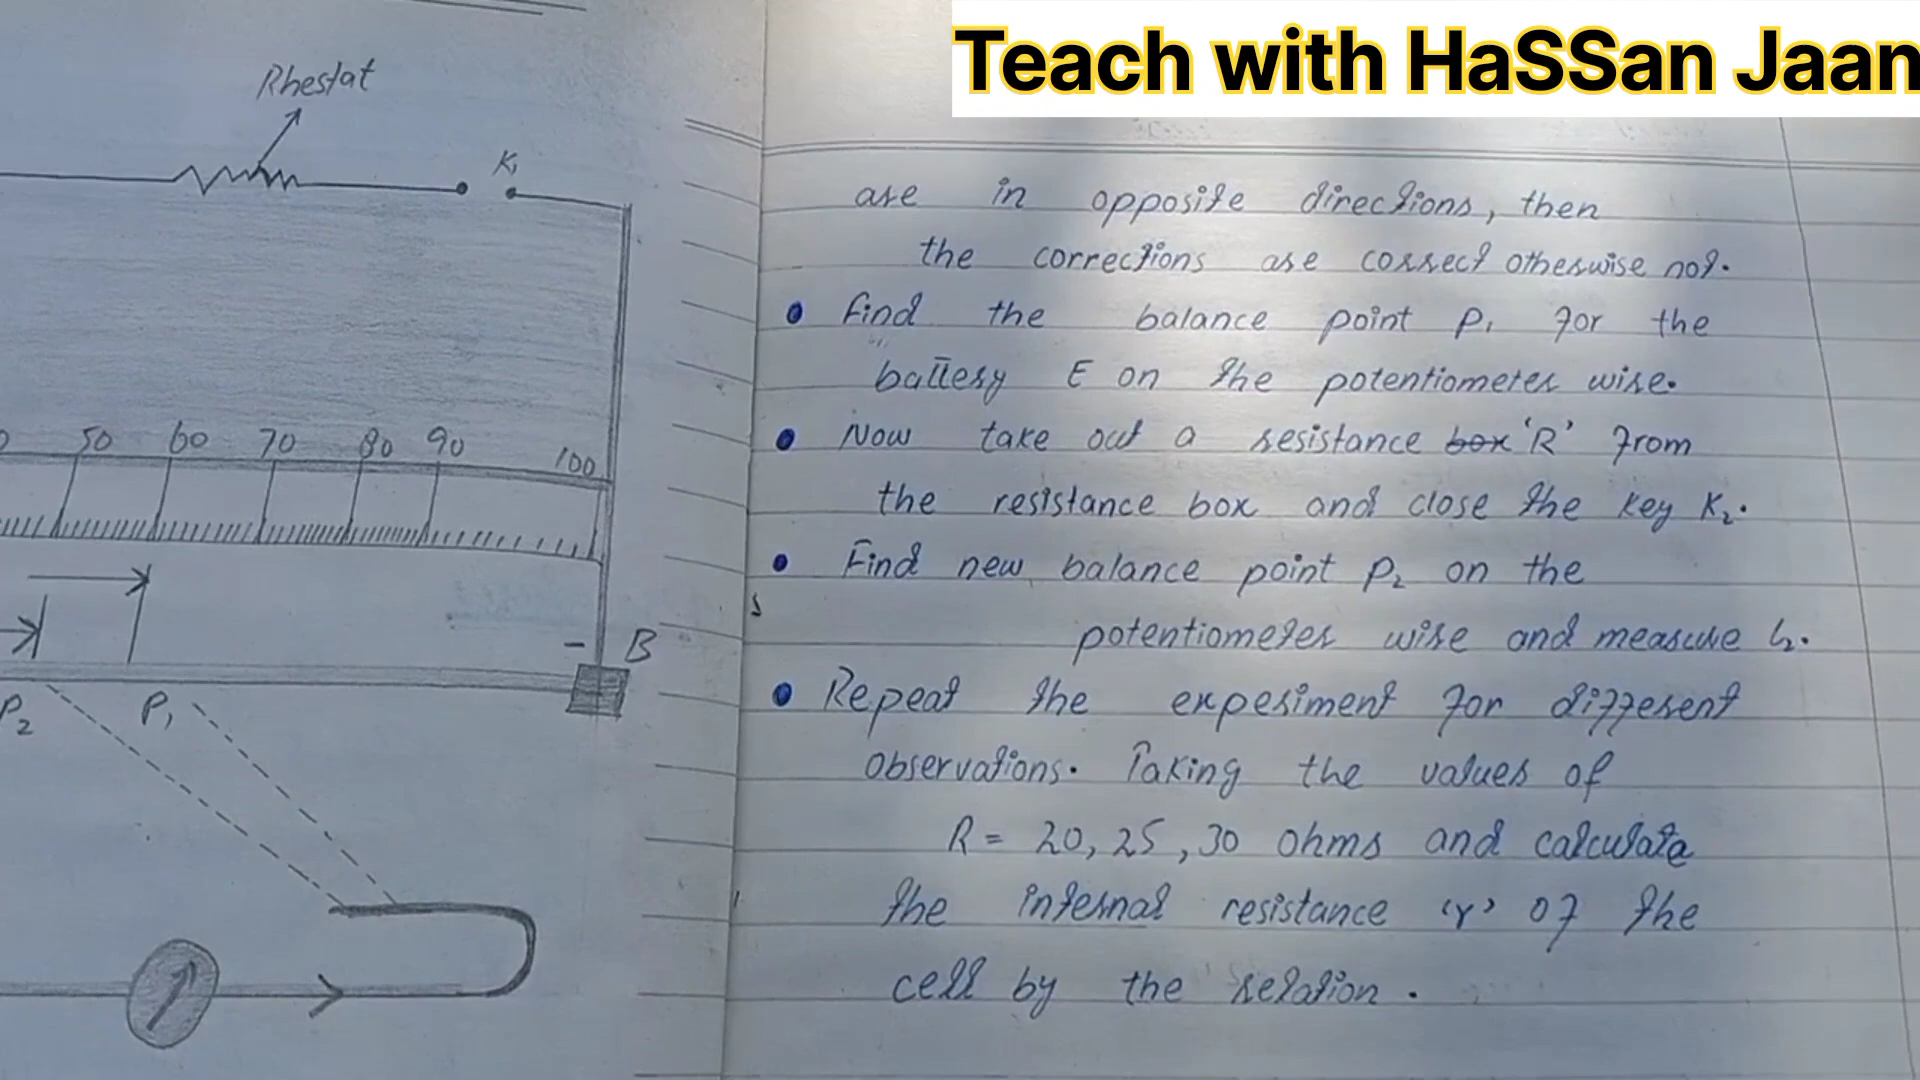 Teach with HaSSan Jaan
Rhestat
K1
50 60 70 80 90 100
- B
P2 P1
are in opposite directions, then
the corrections are correct otherwise not.
• Find the balance point P1 for the
battery E on the potentiometer wire.
• Now take out a resistance box 'R' from
the resistance box and close the key K2.
• Find new balance point P2 on the
potentiometer wire and measure l2.
• Repeat the experiment for different
observations. Taking the values of
R = 20, 25, 30 ohms and calculate
the internal resistance 'r' of the
cell by the relation.